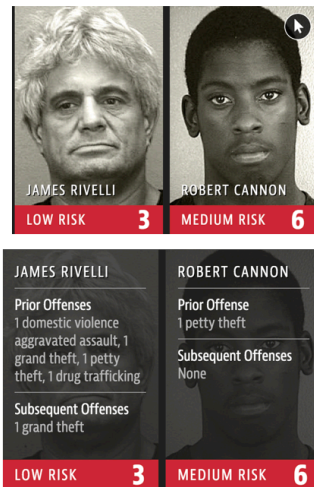 JAMES RIVELLI
ROBERT CANNON
LOW RISK 3
MEDIUM RISK 6
JAMES RIVELLI
Prior Offenses
1 domestic violence
aggravated assault, 1
grand theft, 1 petty
theft, 1 drug trafficking
Subsequent Offenses
1 grand theft
LOW RISK 3
ROBERT CANNON
Prior Offense
1 petty theft
Subsequent Offenses
None
MEDIUM RISK 6